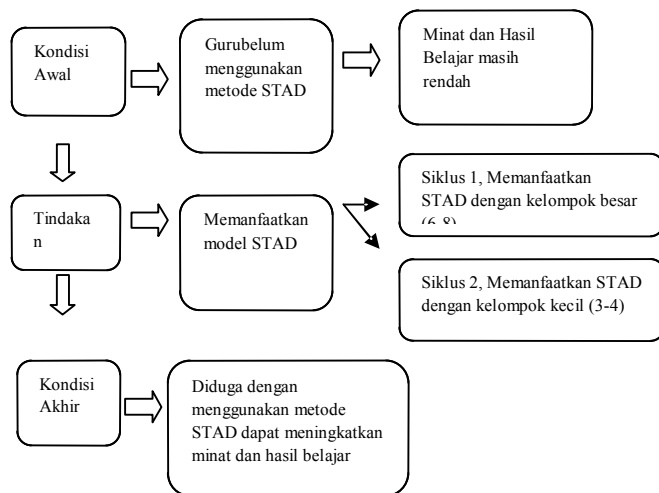 Kondisi
Awal
Gurubelum
menggunakan
metode STAD
Minat dan Hasil
Belajar masih
rendah
Tindaka
n
Memanfaatkan
model STAD
Siklus 1, Memanfaatkan
STAD dengan kelompok besar
(6-8)
Siklus 2, Memanfaatkan STAD
dengan kelompok kecil (3-4)
Kondisi
Akhir
Diduga dengan
menggunakan metode
STAD dapat meningkatkan
minat dan hasil belajar